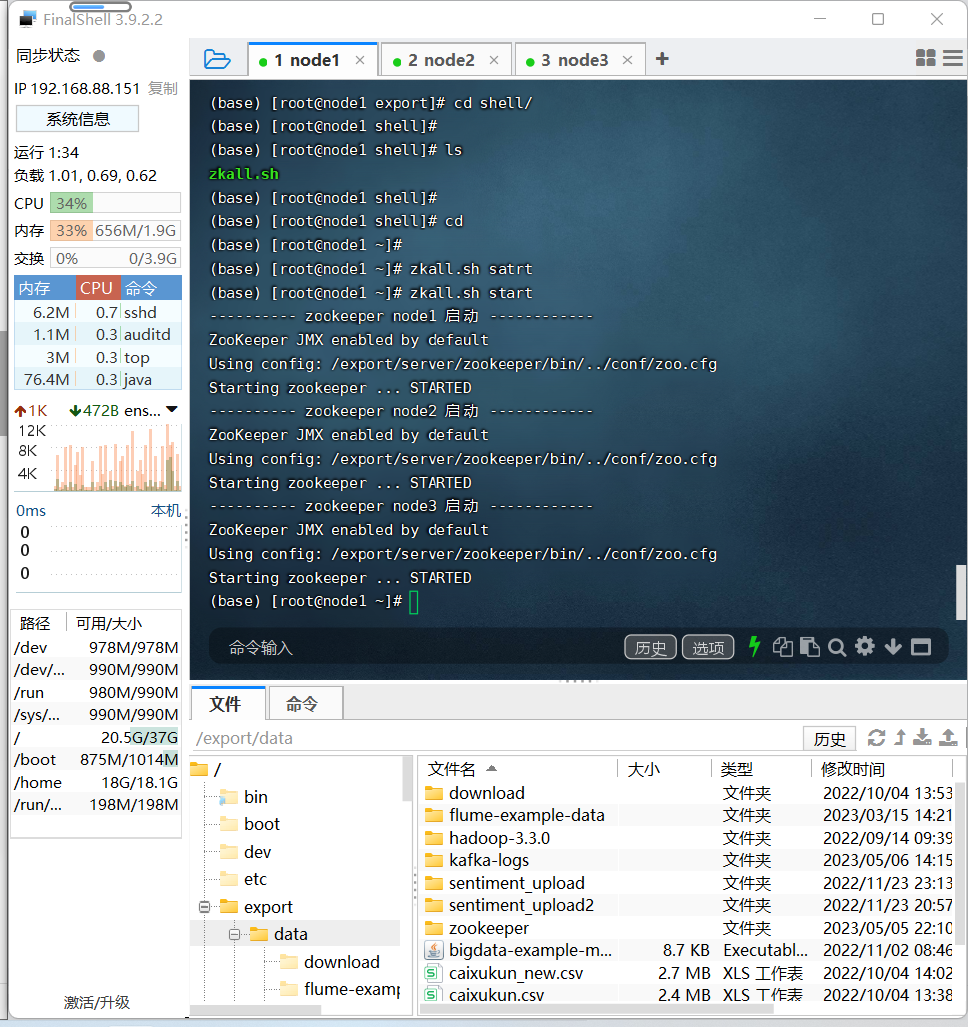 FinalShell 3.9.2.2
同步状态
IP 192.168.88.151 复制
系统信息
运行 1:34
负载 1.01, 0.69, 0.62
CPU 34%
内存 33% 656M/1.9G
交换 0% 0/3.9G
内存 CPU 命令
6.2M 0.7 sshd
1.1M 0.3 auditd
3M 0.3 top
76.4M 0.3 java
1K 472B ens...
12K
8K
4K
0ms 本机
0
0
0
路径 可用/大小
/dev 978M/978M
/dev/... 990M/990M
/run 980M/990M
/sys/... 990M/990M
/ 20.5G/37G
/boot 875M/1014M
/home 18G/18.1G
/run/... 198M/198M
激活/升级
1 node1 2 node2 3 node3
(base) [root@node1 export]# cd shell/
(base) [root@node1 shell]#
(base) [root@node1 shell]# ls
zkall.sh
(base) [root@node1 shell]#
(base) [root@node1 shell]# cd
(base) [root@node1 ~]#
(base) [root@node1 ~]# zkall.sh satrt
(base) [root@node1 ~]# zkall.sh start
---------- zookeeper node1 启动 ------------
ZooKeeper JMX enabled by default
Using config: /export/server/zookeeper/bin/../conf/zoo.cfg
Starting zookeeper ... STARTED
---------- zookeeper node2 启动 ------------
ZooKeeper JMX enabled by default
Using config: /export/server/zookeeper/bin/../conf/zoo.cfg
Starting zookeeper ... STARTED
---------- zookeeper node3 启动 ------------
ZooKeeper JMX enabled by default
Using config: /export/server/zookeeper/bin/../conf/zoo.cfg
Starting zookeeper ... STARTED
(base) [root@node1 ~]#
命令输入 历史 选项
文件 命令
/export/data 历史
/
bin
boot
dev
etc
export
data
download
flume-examp
文件名 大小 类型 修改时间
download 文件夹 2022/10/04 13:53
flume-example-data 文件夹 2023/03/15 14:21
hadoop-3.3.0 文件夹 2022/09/14 09:39
kafka-logs 文件夹 2023/05/06 14:15
sentiment_upload 文件夹 2022/11/23 23:13
sentiment_upload2 文件夹 2022/11/23 20:57
zookeeper 文件夹 2023/05/05 22:10
bigdata-example-m... 8.7 KB Executabl... 2022/11/02 08:46
caixukun_new.csv 2.7 MB XLS 工作表 2022/10/04 14:02
caixukun.csv 2.4 MB XLS 工作表 2022/10/04 13:38